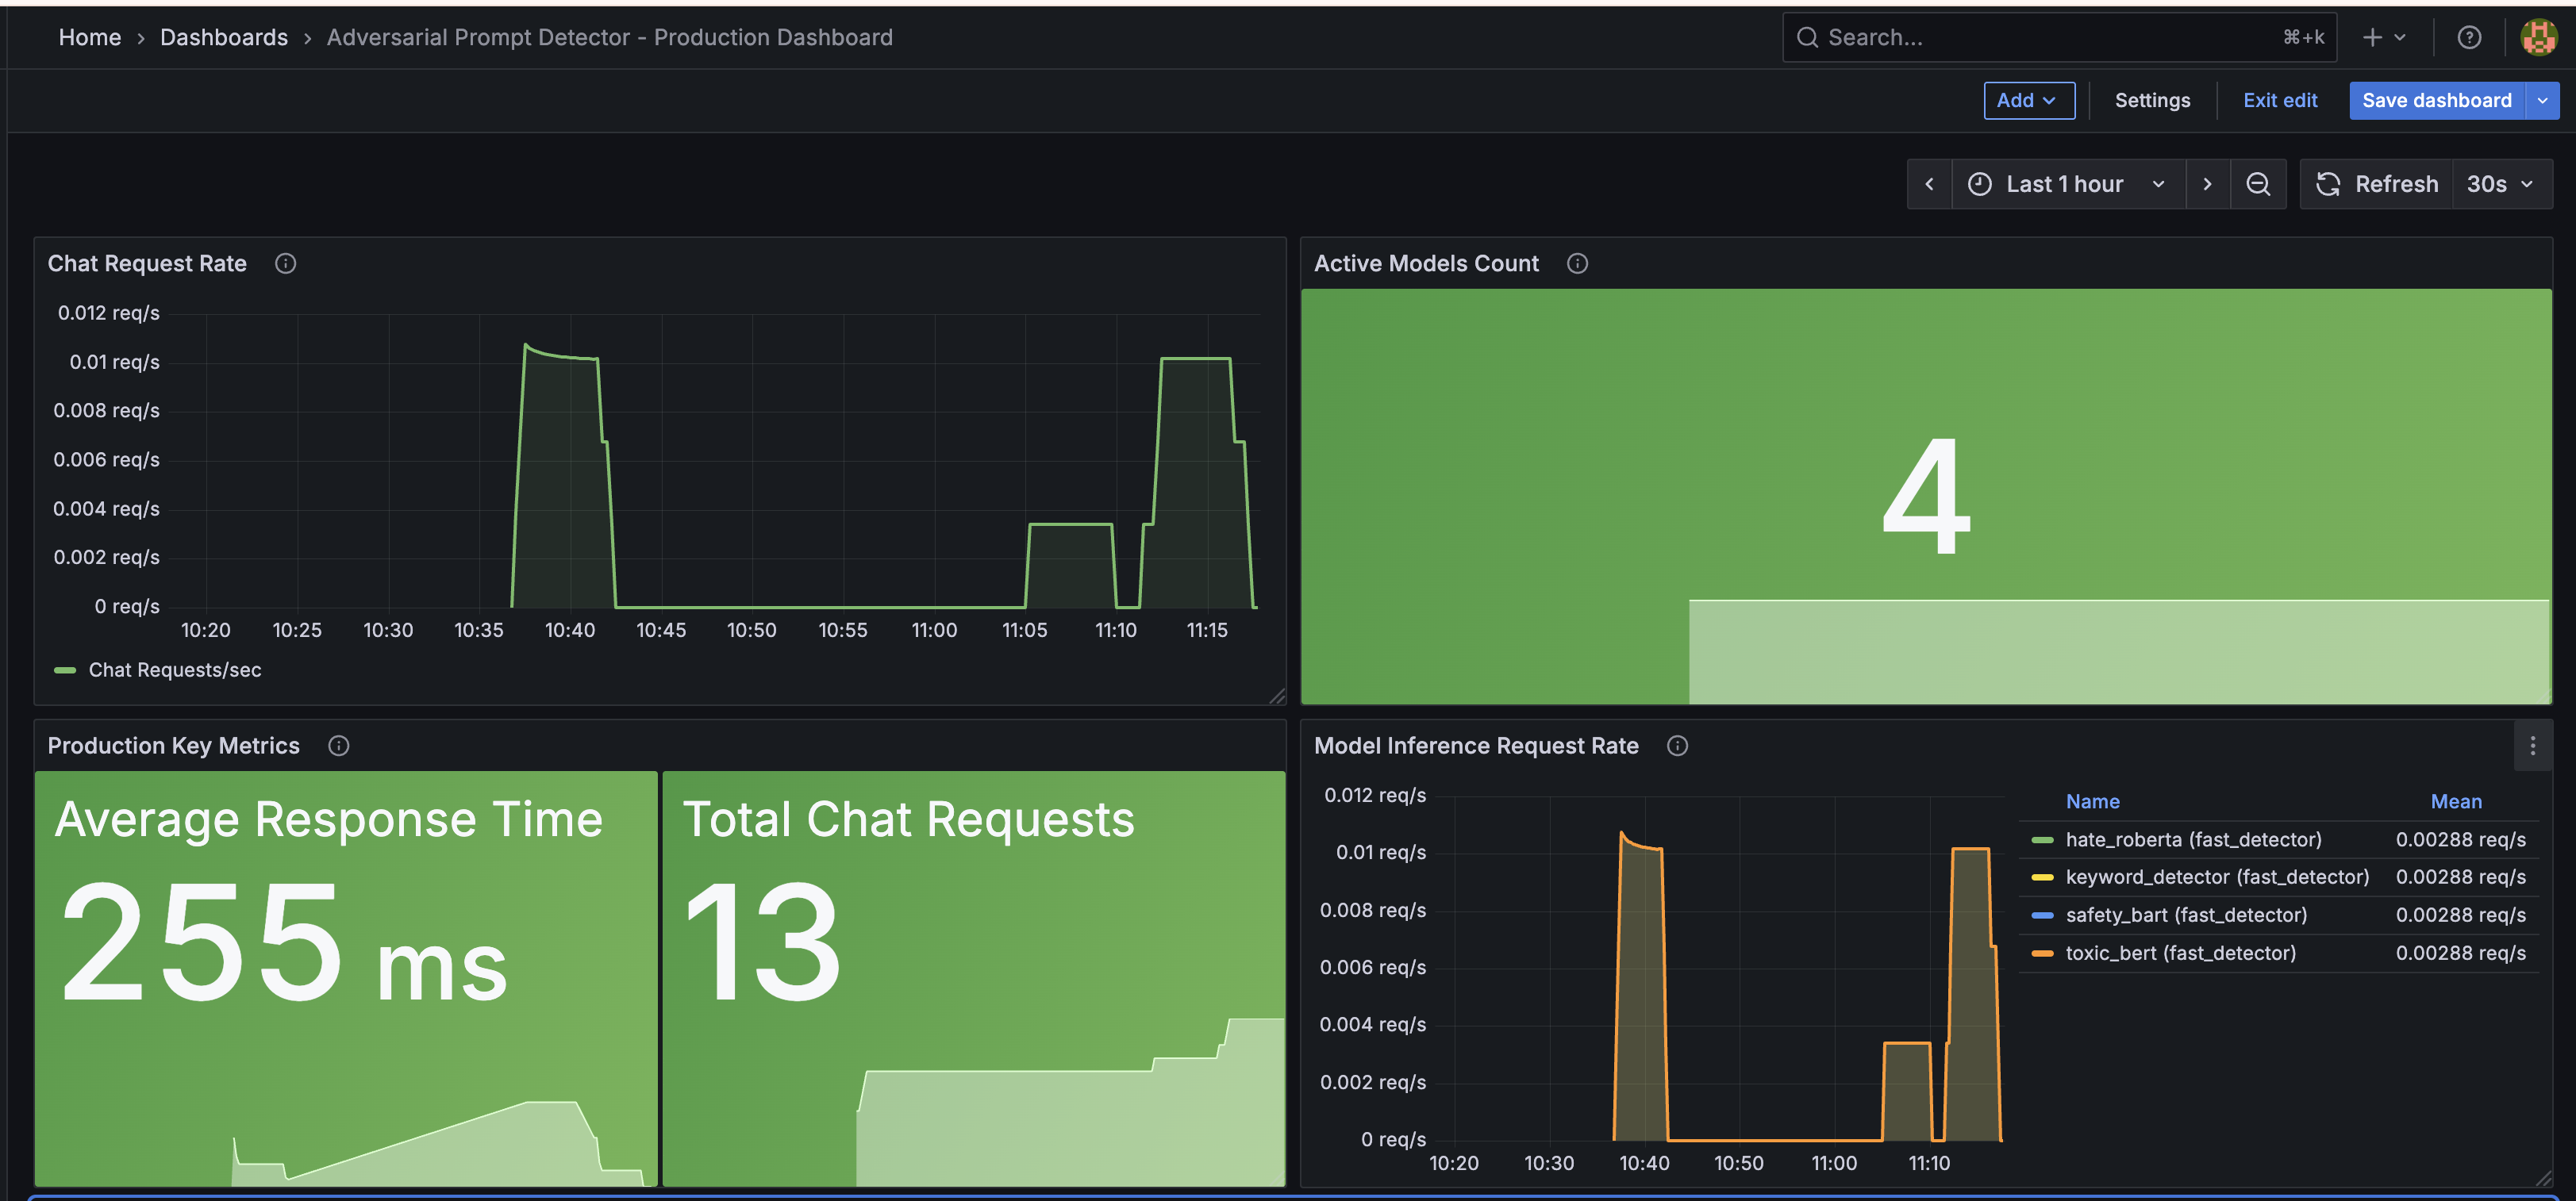 Home › Dashboards › Adversarial Prompt Detector - Production Dashboard
Search... ⌘+k
Add Settings Exit edit Save dashboard
Last 1 hour Refresh 30s
Chat Request Rate
0.012 req/s
0.01 req/s
0.008 req/s
0.006 req/s
0.004 req/s
0.002 req/s
0 req/s
10:20 10:25 10:30 10:35 10:40 10:45 10:50 10:55 11:00 11:05 11:10 11:15
Chat Requests/sec
Active Models Count
4
Production Key Metrics
Average Response Time
255 ms
Total Chat Requests
13
Model Inference Request Rate
0.012 req/s
0.01 req/s
0.008 req/s
0.006 req/s
0.004 req/s
0.002 req/s
0 req/s
10:20 10:30 10:40 10:50 11:00 11:10
Name Mean
hate_roberta (fast_detector) 0.00288 req/s
keyword_detector (fast_detector) 0.00288 req/s
safety_bart (fast_detector) 0.00288 req/s
toxic_bert (fast_detector) 0.00288 req/s